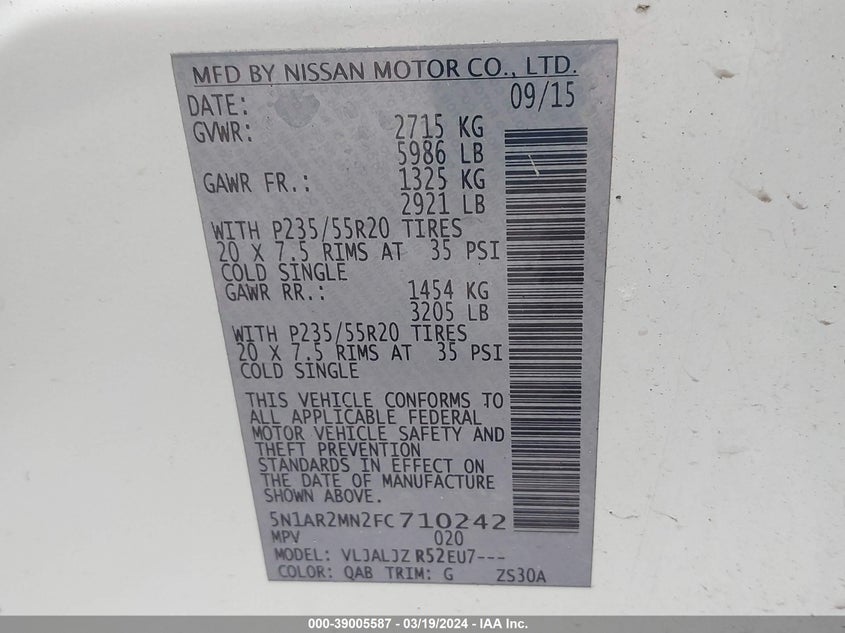 MFD BY NISSAN MOTOR CO., LTD.
DATE: 09/15
GVWR: 2715 KG
5986 LB
GAWR FR.: 1325 KG
2921 LB
WITH P235/55R20 TIRES
20 X 7.5 RIMS AT 35 PSI
COLD SINGLE
GAWR RR.: 1454 KG
3205 LB
WITH P235/55R20 TIRES
20 X 7.5 RIMS AT 35 PSI
COLD SINGLE
THIS VEHICLE CONFORMS TO
ALL APPLICABLE FEDERAL
MOTOR VEHICLE SAFETY AND
THEFT PREVENTION
STANDARDS IN EFFECT ON
THE DATE OF MANUFACTURE
SHOWN ABOVE.
5N1AR2MN2FC710242
MPV 020
MODEL: VLJALJZ R52EU7---
COLOR: QAB TRIM: G ZS30A
000-39005587 - 03/19/2024 - IAA Inc.